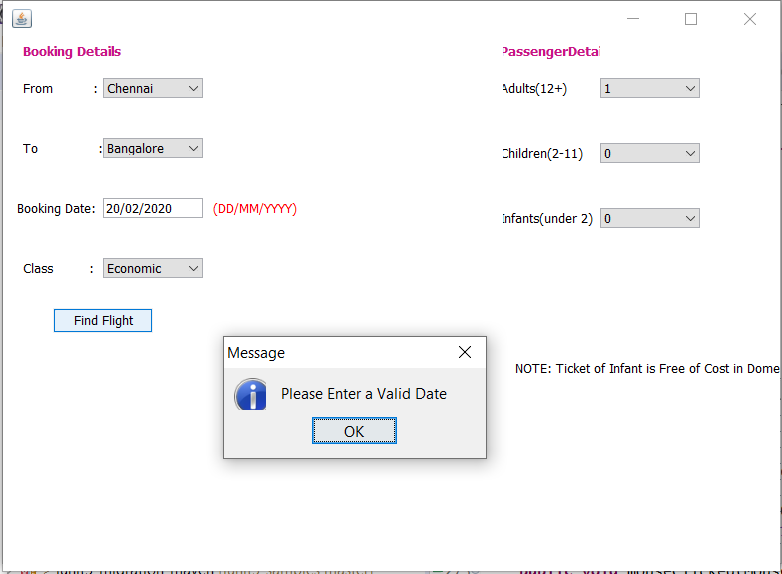 Booking Details
PassengerDetai
From : Chennai
Adults(12+) 1
To : Bangalore
Children(2-11) 0
Booking Date: 20/02/2020 (DD/MM/YYYY)
Infants(under 2) 0
Class : Economic
Find Flight
Message
Please Enter a Valid Date
OK
NOTE: Ticket of Infant is Free of Cost in Dome